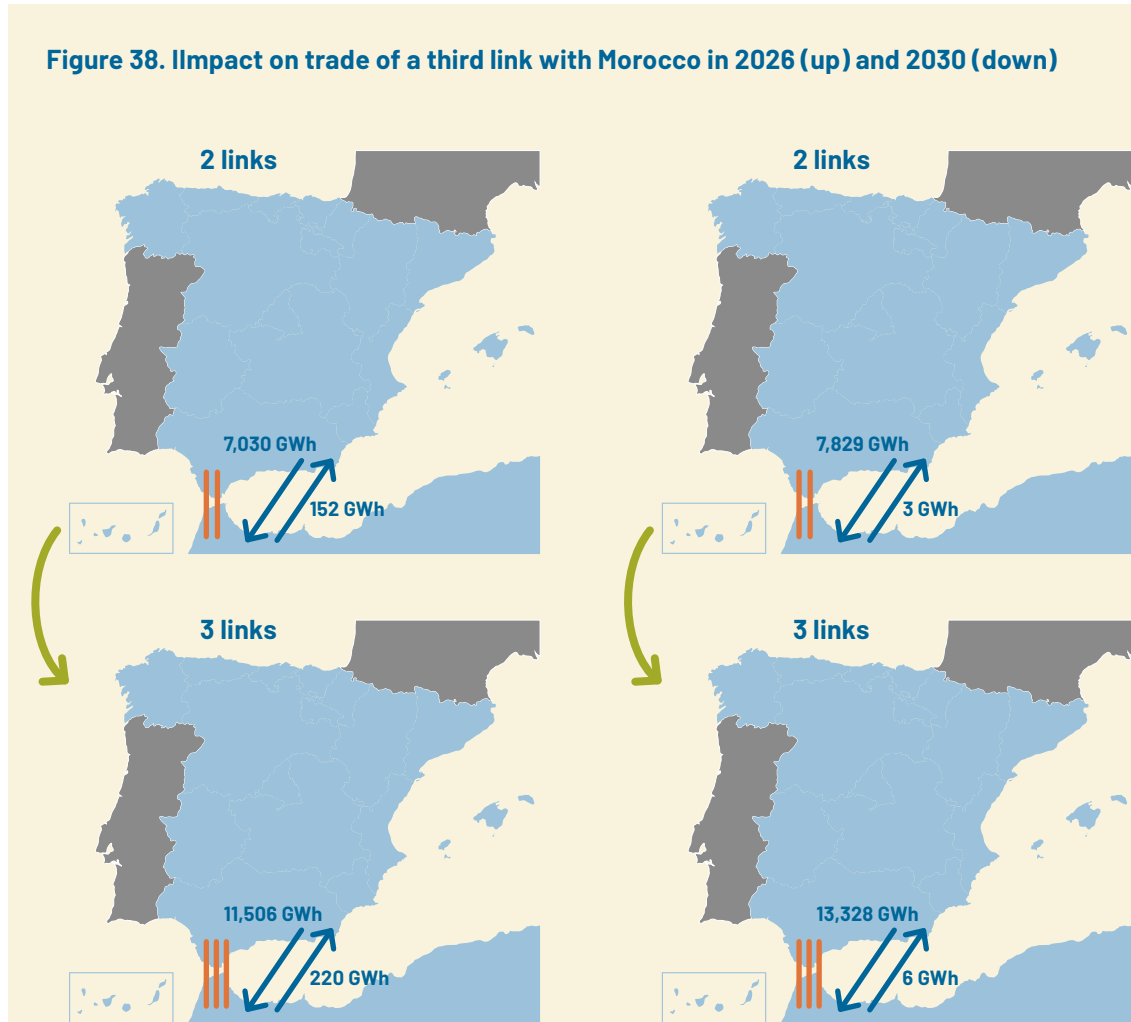 Figure 38. IImpact on trade of a third link with Morocco in 2026 (up) and 2030 (down)
2 links
2 links
7,030 GWh
7,829 GWh
152 GWh
3 GWh
3 links
3 links
11,506 GWh
13,328 GWh
220 GWh
6 GWh